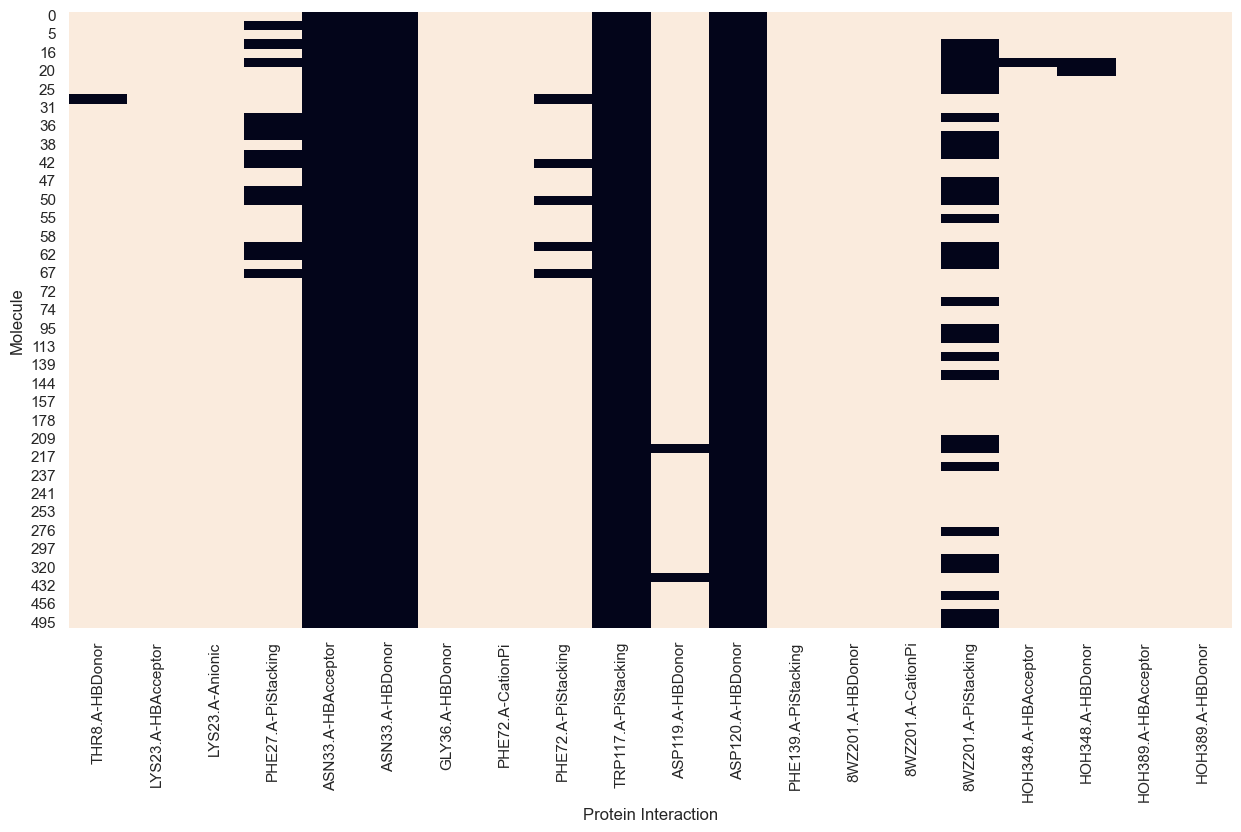 Molecule
0
5
16
20
25
31
36
38
42
47
50
55
58
62
67
72
74
95
113
139
144
157
178
209
217
237
241
253
276
297
320
432
456
495
THR8.A-HBDonor
LYS23.A-HBAcceptor
LYS23.A-Anionic
PHE27.A-PiStacking
ASN33.A-HBAcceptor
ASN33.A-HBDonor
GLY36.A-HBDonor
PHE72.A-CationPi
PHE72.A-PiStacking
TRP117.A-PiStacking
ASP119.A-HBDonor
ASP120.A-HBDonor
PHE139.A-PiStacking
8WZ201.A-HBDonor
8WZ201.A-CationPi
8WZ201.A-PiStacking
HOH348.A-HBAcceptor
HOH348.A-HBDonor
HOH389.A-HBAcceptor
HOH389.A-HBDonor
Protein Interaction